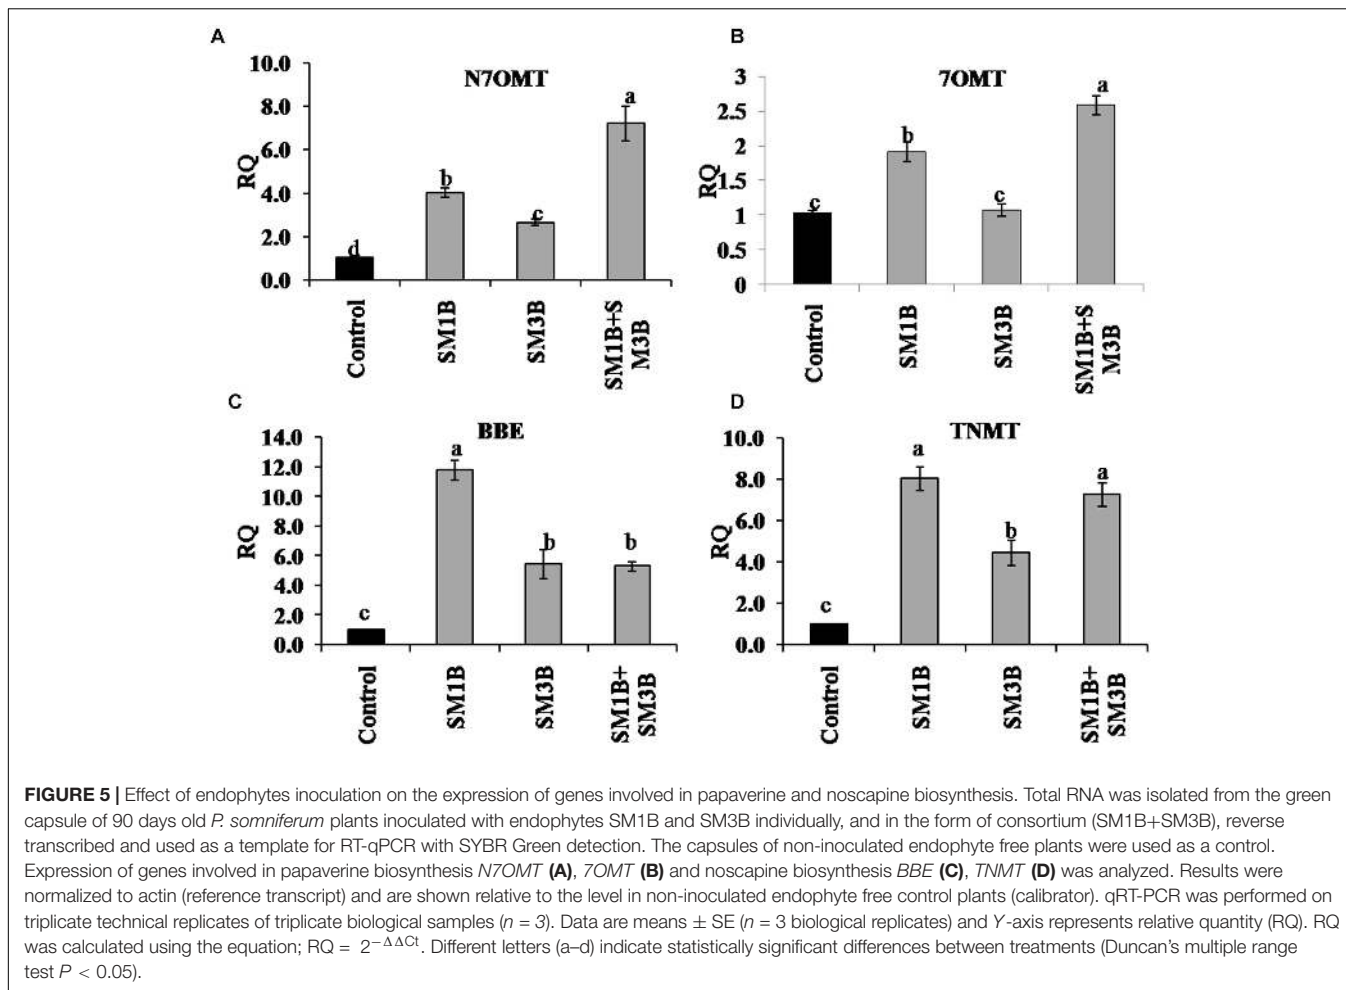 A
N7OMT
10.0
8.0
6.0
4.0
2.0
0.0
RQ
d
b
c
a
Control
SM1B
SM3B
SM1B+S
M3B
B
7OMT
3
2.5
2
1.5
1
0.5
0
RQ
c
b
c
a
Control
SM1B
SM3B
SM1B+S
M3B
C
BBE
14.0
12.0
10.0
8.0
6.0
4.0
2.0
0.0
RQ
c
a
b
b
Control
SM1B
SM3B
SM1B+
SM3B
D
TNMT
10.0
8.0
6.0
4.0
2.0
0.0
RQ
c
a
b
a
Control
SM1B
SM3B
SM1B+
SM3B
FIGURE 5 | Effect of endophytes inoculation on the expression of genes involved in papaverine and noscapine biosynthesis. Total RNA was isolated from the green
capsule of 90 days old P. somniferum plants inoculated with endophytes SM1B and SM3B individually, and in the form of consortium (SM1B+SM3B), reverse
transcribed and used as a template for RT-qPCR with SYBR Green detection. The capsules of non-inoculated endophyte free plants were used as a control.
Expression of genes involved in papaverine biosynthesis N7OMT (A), 7OMT (B) and noscapine biosynthesis BBE (C), TNMT (D) was analyzed. Results were
normalized to actin (reference transcript) and are shown relative to the level in non-inoculated endophyte free control plants (calibrator). qRT-PCR was performed on
triplicate technical replicates of triplicate biological samples (n = 3). Data are means ± SE (n = 3 biological replicates) and Y-axis represents relative quantity (RQ). RQ
was calculated using the equation; RQ = 2−ΔΔCt. Different letters (a–d) indicate statistically significant differences between treatments (Duncan's multiple range
test P < 0.05).